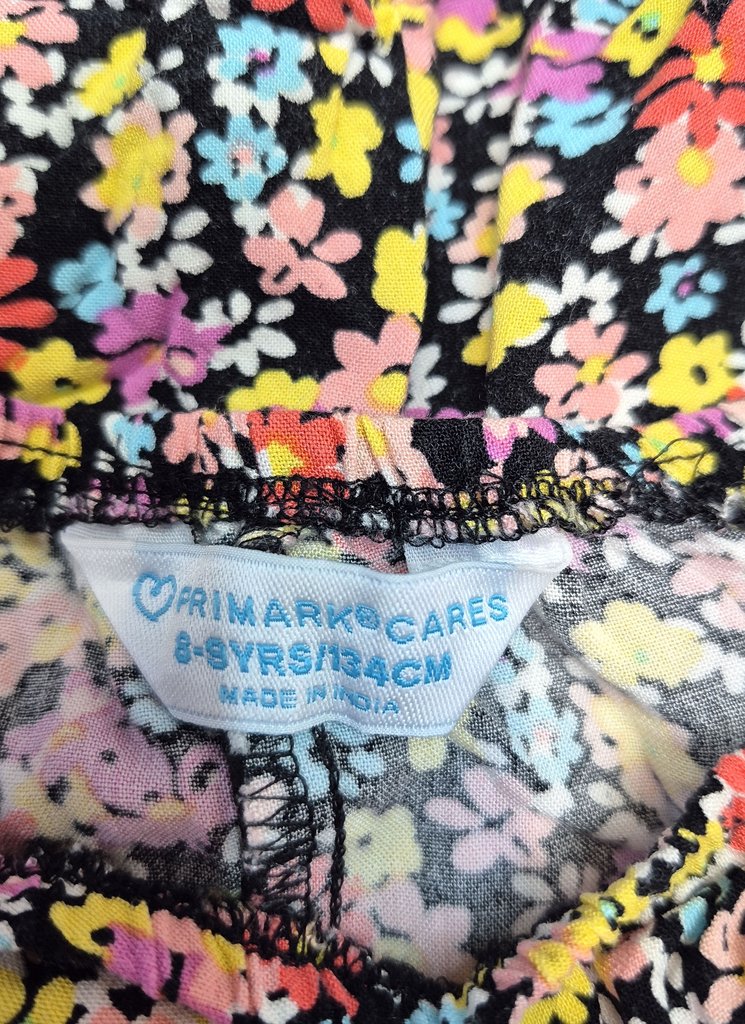 PRIMARK® CARES
8-9YRS/134CM
MADE IN INDIA